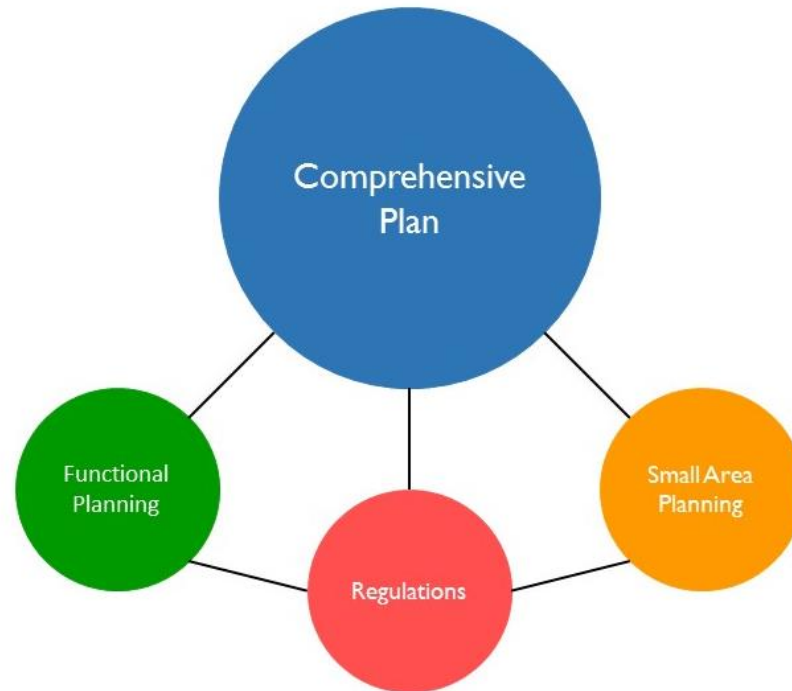 Comprehensive
Plan
Functional
Planning
Small Area
Planning
Regulations